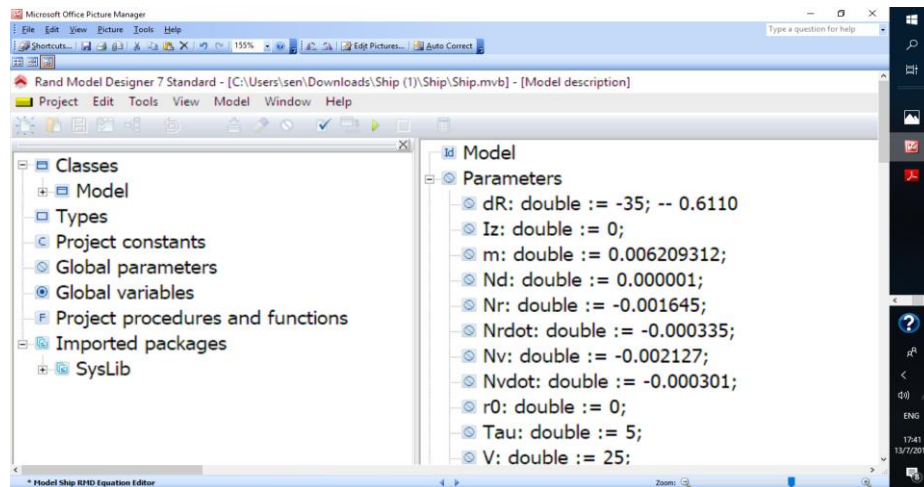 Microsoft Office Picture Manager
File Edit View Picture Tools Help
Type a question for help
Shortcuts... 155% Edit Pictures... Auto Correct
Rand Model Designer 7 Standard - [C:\Users\sen\Downloads\Ship (1)\Ship\Ship.mvb] - [Model description]
Project Edit Tools View Model Window Help
Classes
Model
Types
Project constants
Global parameters
Global variables
Project procedures and functions
Imported packages
SysLib
Model
Parameters
dR: double := -35; -- 0.6110
Iz: double := 0;
m: double := 0.006209312;
Nd: double := 0.000001;
Nr: double := -0.001645;
Nrdot: double := -0.000335;
Nv: double := -0.002127;
Nvdot: double := -0.000301;
r0: double := 0;
Tau: double := 5;
V: double := 25;
* Model Ship RMD Equation Editor
Zoom:
ENG
17:41